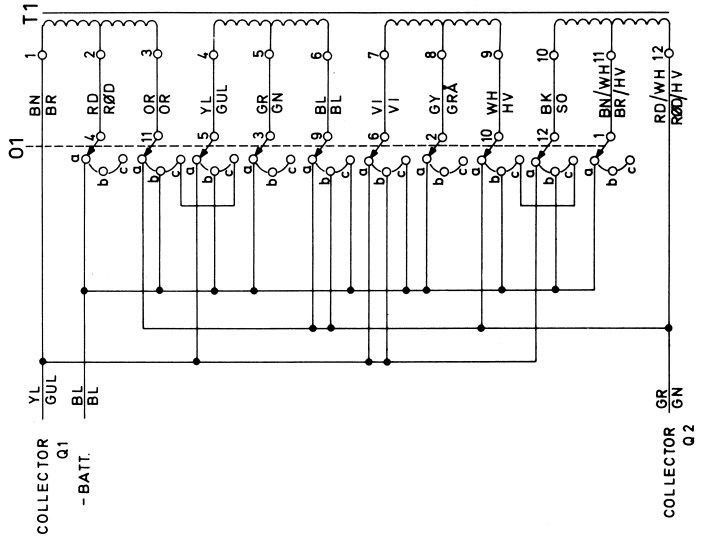 T1
1 2 3 4 5 6 7 8 9 10 11 12
BN
BR
RD
RØD
OR
OR
YL
GUL
GR
GN
BL
BL
VI
VI
GY
GRÅ
WH
HV
BK
SO
BN/WH
BR/HV
RD/WH
RØD/HV
O1
4 11 5 3 9 6 2 10 12 1
a b c a b c a b c a b c a b c a b c a b c a b c a b c a b c
YL
GUL
BL
BL
GR
GN
COLLECTOR
Q1
-BATT.
COLLECTOR
Q2